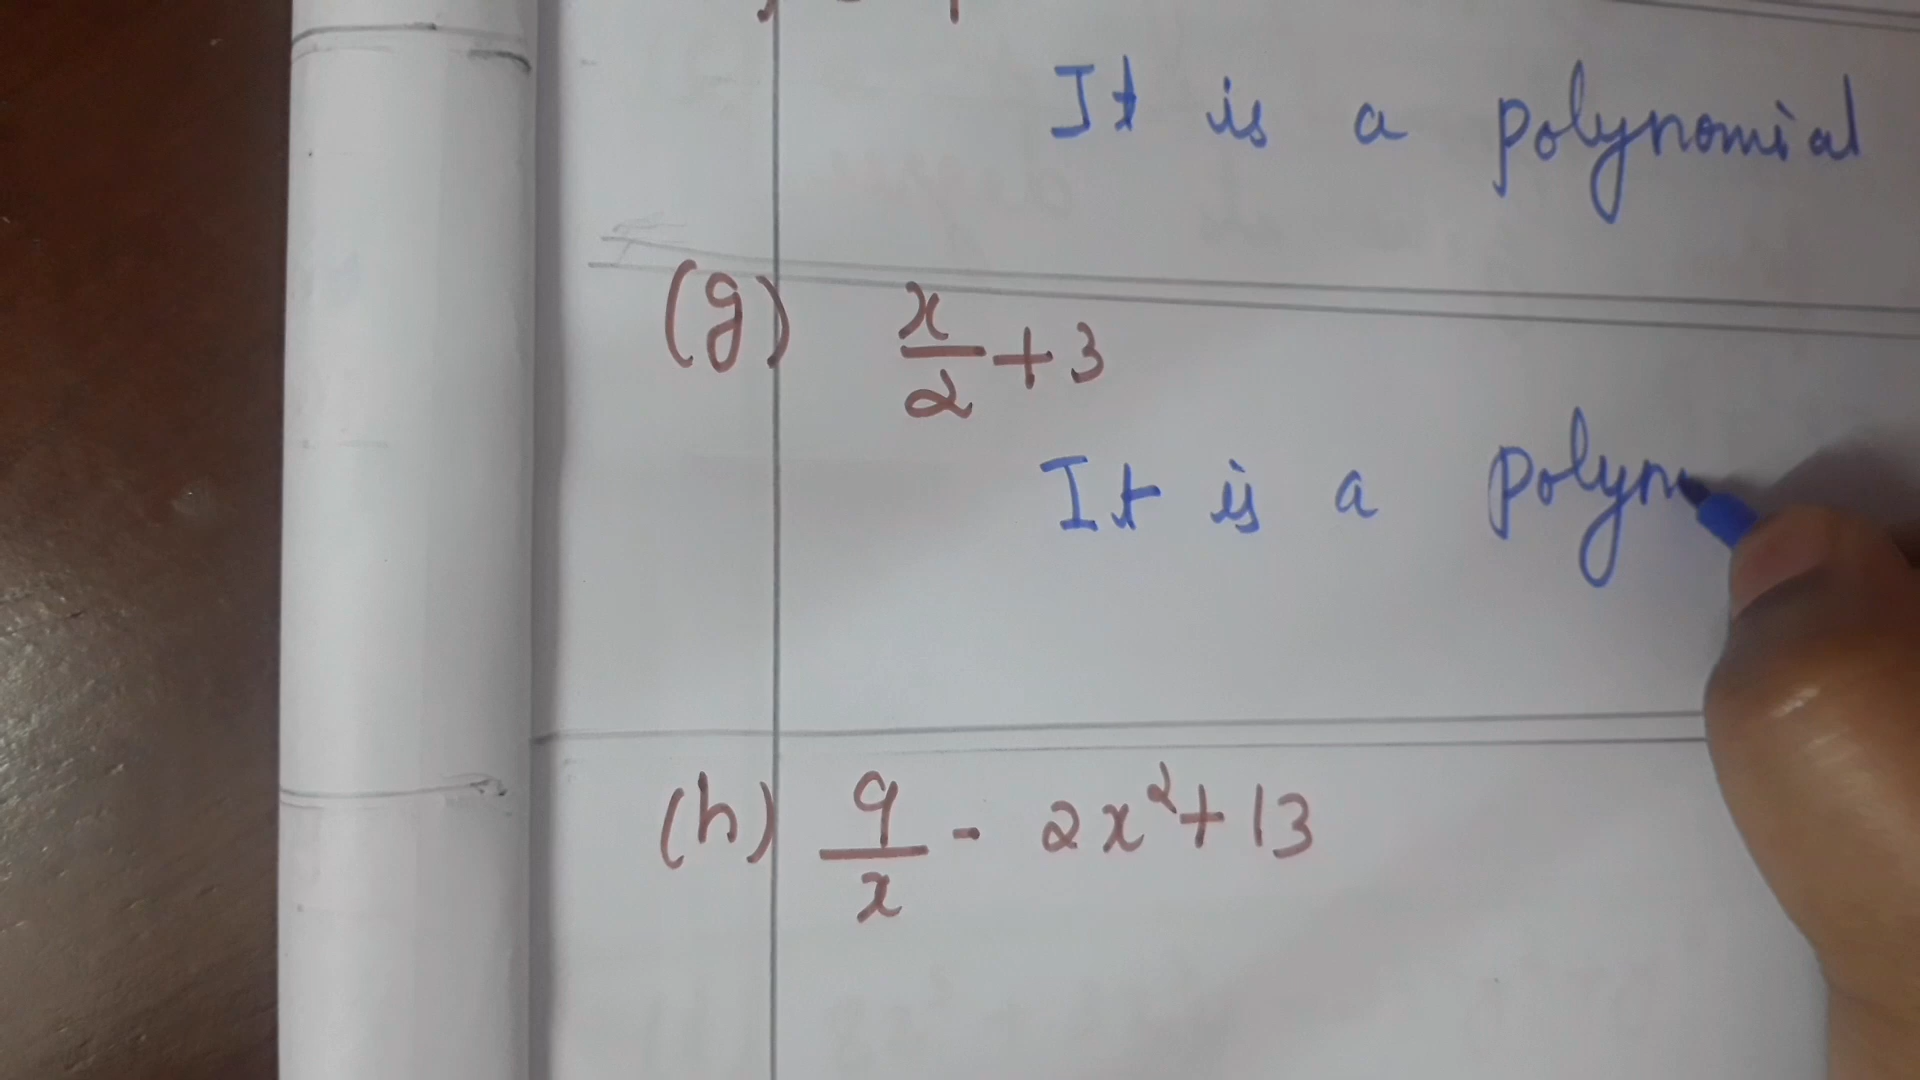 It is a polynomial
(g) x/2 + 3
It is a polyn
(h) 9/x - 2x² + 13